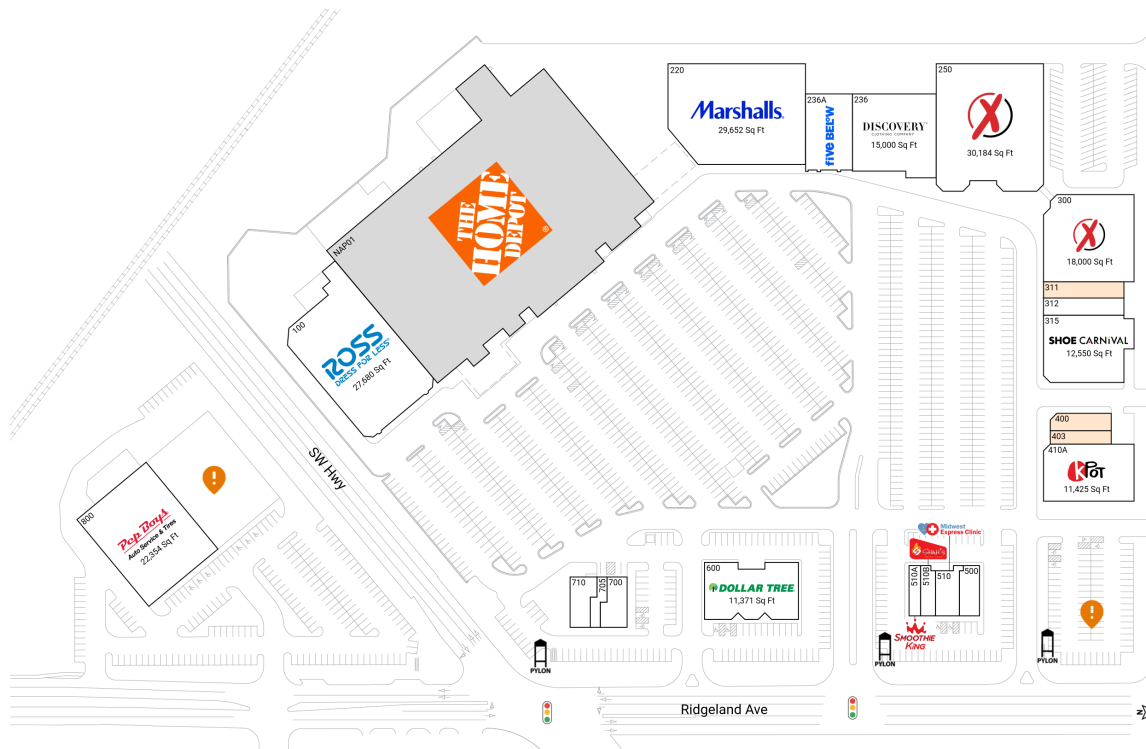 220
Marshalls.
29,652 Sq Ft
236A
five BELOW
236
DISCOVERY
CLOTHING COMPANY
15,000 Sq Ft
250
X
30,184 Sq Ft
NAP01
THE
HOME
DEPOT
®
300
X
18,000 Sq Ft
311
312
315
SHOE CARNIVAL
12,550 Sq Ft
100
ROSS
DRESS FOR LESS
27,680 Sq Ft
400
403
410A
KPOT
11,425 Sq Ft
SW Hwy
!
800
Pep Boys
Auto Service & Tires
22,354 Sq Ft
Midwest
Express Clinic
510A
510B
510
500
SMOOTHIE
KING
710
705
700
600
DOLLAR TREE
11,371 Sq Ft
!
PYLON
PYLON
PYLON
Ridgeland Ave
N